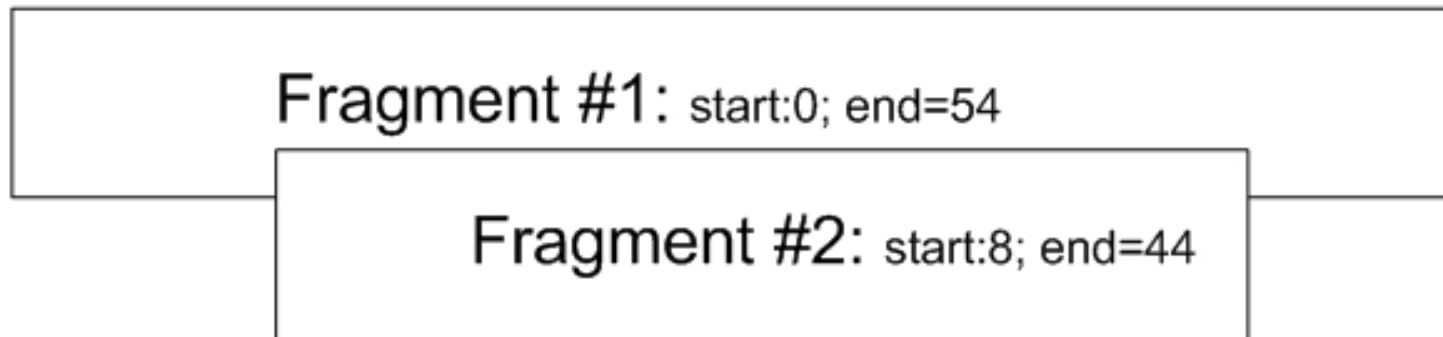 Fragment #1: start:0; end=54
Fragment #2: start:8; end=44